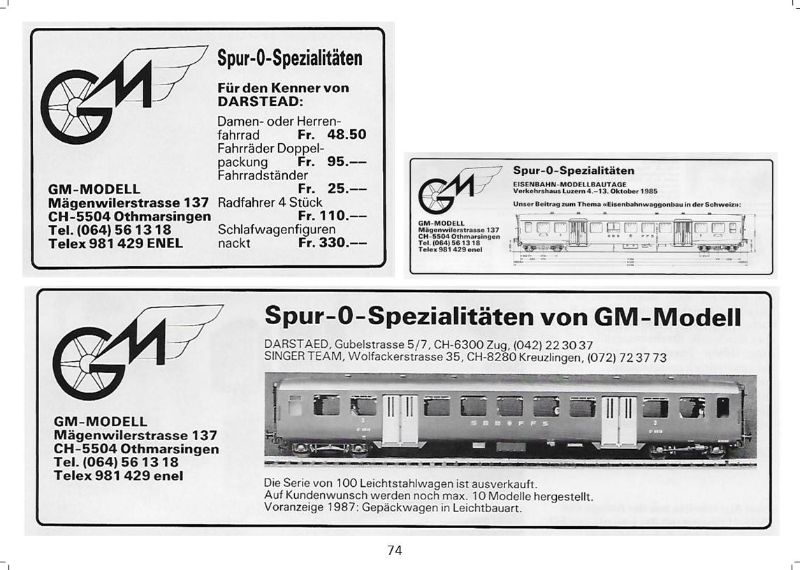 GM
Spur-0-Spezialitäten
Für den Kenner von
DARSTEAD:
Damen- oder Herren-
fahrrad Fr. 48.50
Fahrräder Doppel-
packung Fr. 95.—
Fahrradständer
Fr. 25.—
Radfahrer 4 Stück
Fr. 110.—
Schlafwagenfiguren
nackt Fr. 330.—
GM-MODELL
Mägenwilerstrasse 137
CH-5504 Othmarsingen
Tel. (064) 56 13 18
Telex 981 429 ENEL
GM
Spur-0-Spezialitäten
EISENBAHN-MODELLBAUTAGE
Verkehrshaus Luzern 4.–13. Oktober 1985
Unser Beitrag zum Thema «Eisenbahnwaggonbau in der Schweiz»:
GM-MODELL
Mägenwilerstrasse 137
CH-5504 Othmarsingen
Tel. (064) 56 13 18
Telex 981 429 enel
GM
Spur-0-Spezialitäten von GM-Modell
DARSTAED, Gubelstrasse 5/7, CH-6300 Zug, (042) 22 30 37
SINGER TEAM, Wolfackerstrasse 35, CH-8280 Kreuzlingen, (072) 72 37 73
GM-MODELL
Mägenwilerstrasse 137
CH-5504 Othmarsingen
Tel. (064) 56 13 18
Telex 981 429 enel
SBB CFF FFS
Die Serie von 100 Leichtstahlwagen ist ausverkauft.
Auf Kundenwunsch werden noch max. 10 Modelle hergestellt.
Voranzeige 1987: Gepäckwagen in Leichtbauart.
74